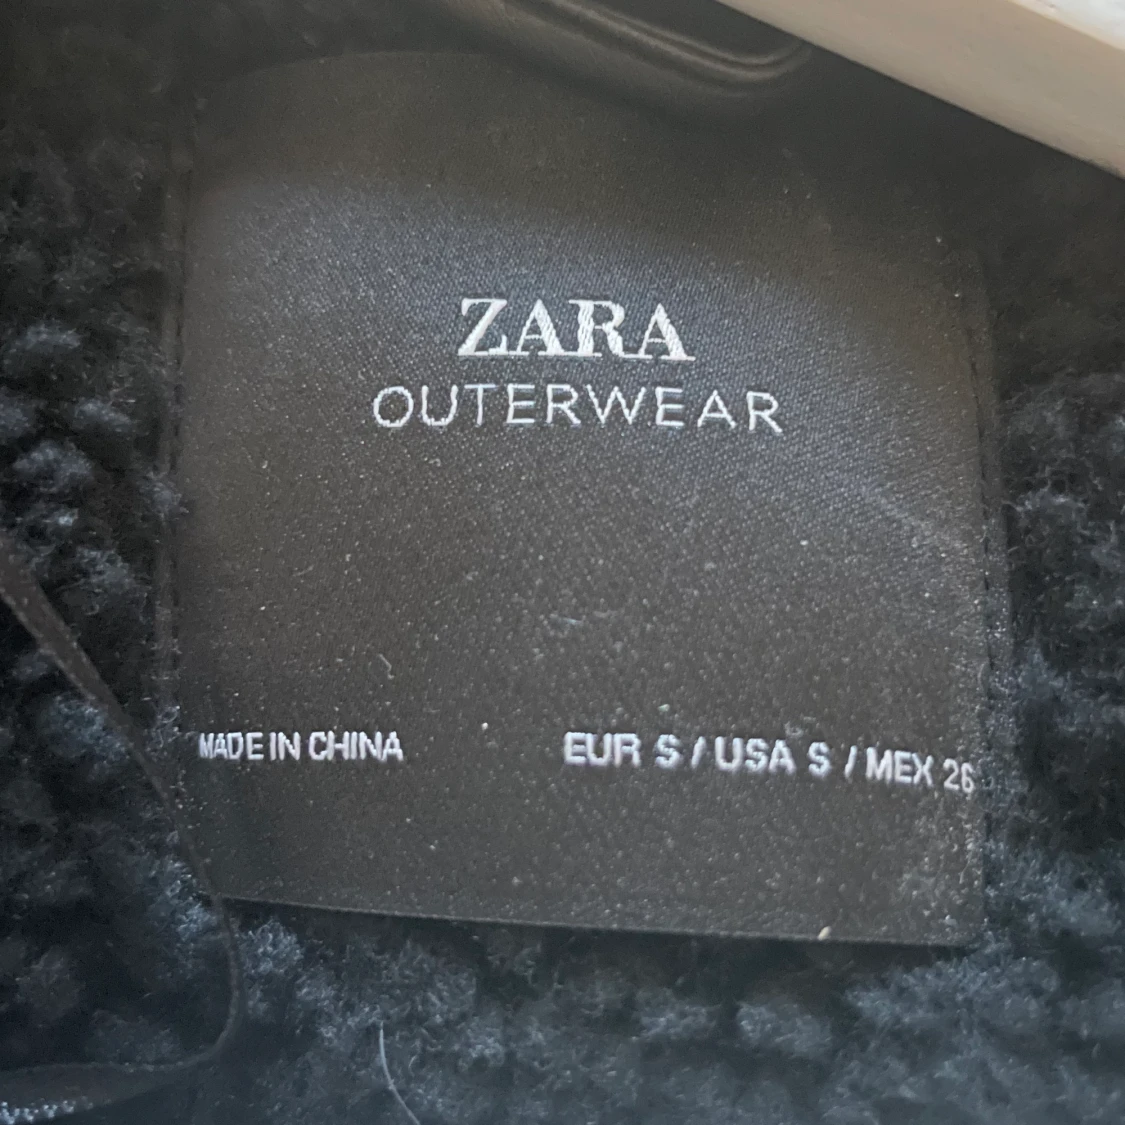 ZARA
OUTERWEAR
MADE IN CHINA
EUR S / USA S / MEX 26